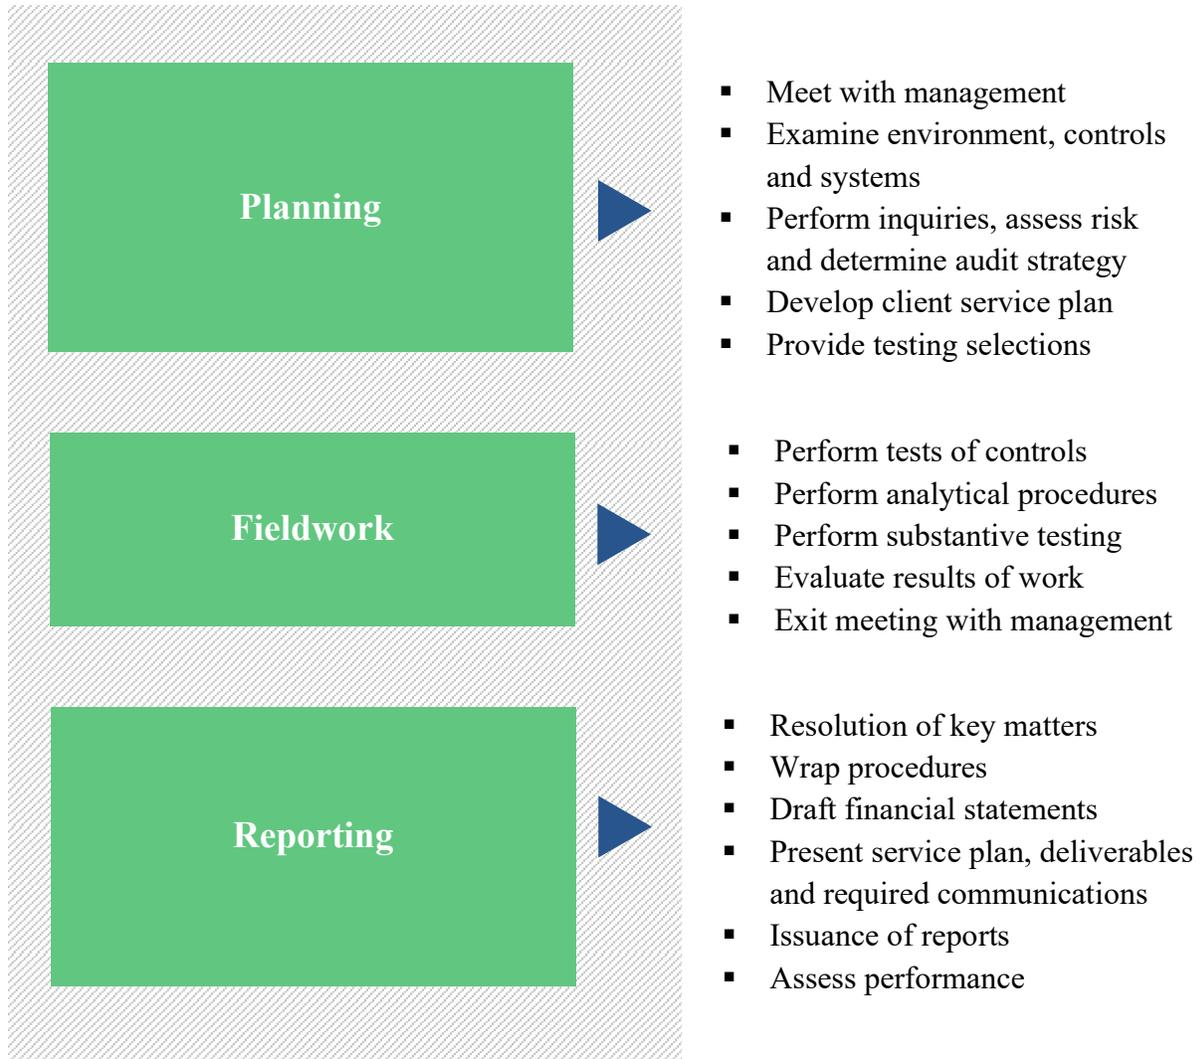 Planning
▪ Meet with management
▪ Examine environment, controls
and systems
▪ Perform inquiries, assess risk
and determine audit strategy
▪ Develop client service plan
▪ Provide testing selections
Fieldwork
▪ Perform tests of controls
▪ Perform analytical procedures
▪ Perform substantive testing
▪ Evaluate results of work
▪ Exit meeting with management
Reporting
▪ Resolution of key matters
▪ Wrap procedures
▪ Draft financial statements
▪ Present service plan, deliverables
and required communications
▪ Issuance of reports
▪ Assess performance